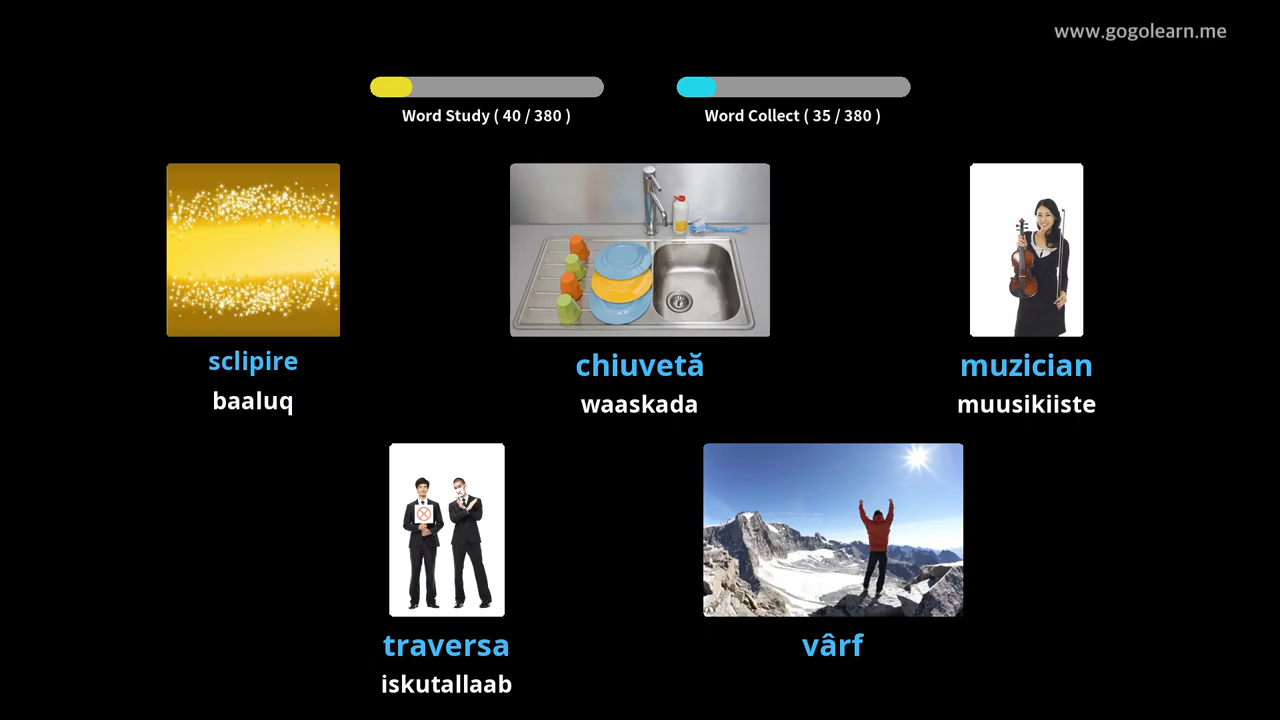 www.gogolearn.me
Word Study ( 40 / 380 )
Word Collect ( 35 / 380 )
sclipire
baaluq
chiuvetă
waaskada
muzician
muusikiiste
traversa
iskutallaab
vârf